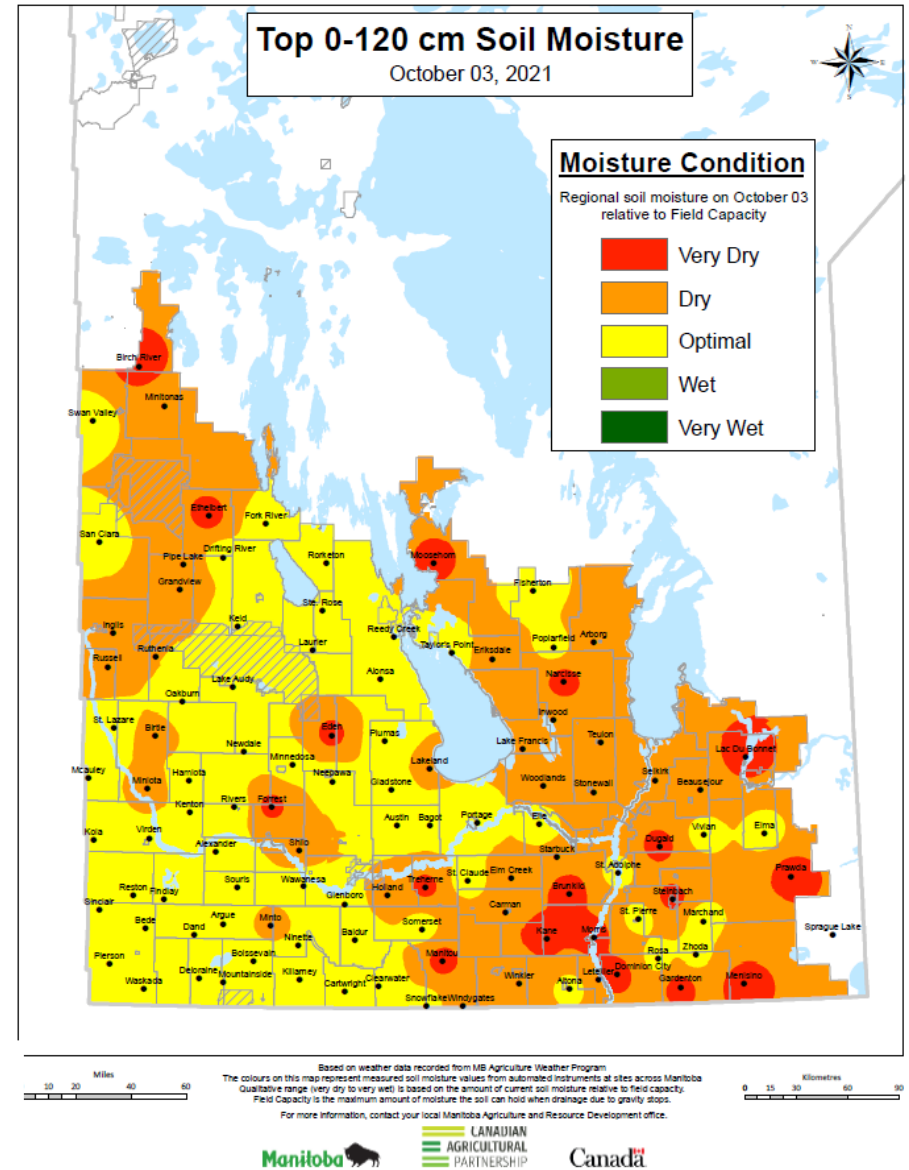 Top 0-120 cm Soil Moisture
October 03, 2021
N
W
E
S
Moisture Condition
Regional soil moisture on October 03
relative to Field Capacity
Very Dry
Dry
Optimal
Wet
Very Wet
Birch River
Minitonas
Swan Valley
Ethelbert
Fork River
San Clara
Drifting River
Pipe Lake
Rorketon
Moosehorn
Grandview
Fisherton
Ste. Rose
Inglis
Keld
Reedy Creek
Poplarfield
Arborg
Ruthenia
Laurier
Taylor's Point
Eriksdale
Russell
Alonsa
Narcisse
Lake Audy
Oakburn
St. Lazare
Birtle
Eden
Plumas
Inwood
Teulon
Newdale
Lake Francis
Lac Du Bonnet
Minnedosa
Lakeland
Mcauley
Miniota
Hamiota
Neepawa
Gladstone
Woodlands
Stonewall
Selkirk
Beausejour
Kenton
Rivers
Forrest
Austin
Bagot
Portage
Elie
Vivian
Elma
Kola
Virden
Alexander
Shilo
Starbuck
Dugald
St. Adolphe
Prawda
Reston
Findlay
Souris
Wawanesa
Holland
Treherne
St. Claude
Elm Creek
Brunkild
Steinbach
Sinclair
Glenboro
Carman
St. Pierre
Marchand
Bede
Dand
Argue
Minto
Ninette
Baldur
Somerset
Kane
Morris
Sprague Lake
Pierson
Boissevain
Manitou
Rosa
Zhoda
Waskada
Deloraine
Mountainside
Killarney
Cartwright
Clearwater
Winkler
Altona
Letellier
Dominion City
Gardenton
Menisino
Snowflake
Windygates
Miles
10 20 40 60
Based on weather data recorded from MB Agriculture Weather Program
The colours on this map represent measured soil moisture values from automated instruments at sites across Manitoba
Qualitative range (very dry to very wet) is based on the amount of current soil moisture relative to field capacity.
Field Capacity is the maximum amount of moisture the soil can hold when drainage due to gravity stops.
For more information, contact your local Manitoba Agriculture and Resource Development office.
Kilometres
0 15 30 60 90
Manitoba
CANADIAN
AGRICULTURAL
PARTNERSHIP
Canada